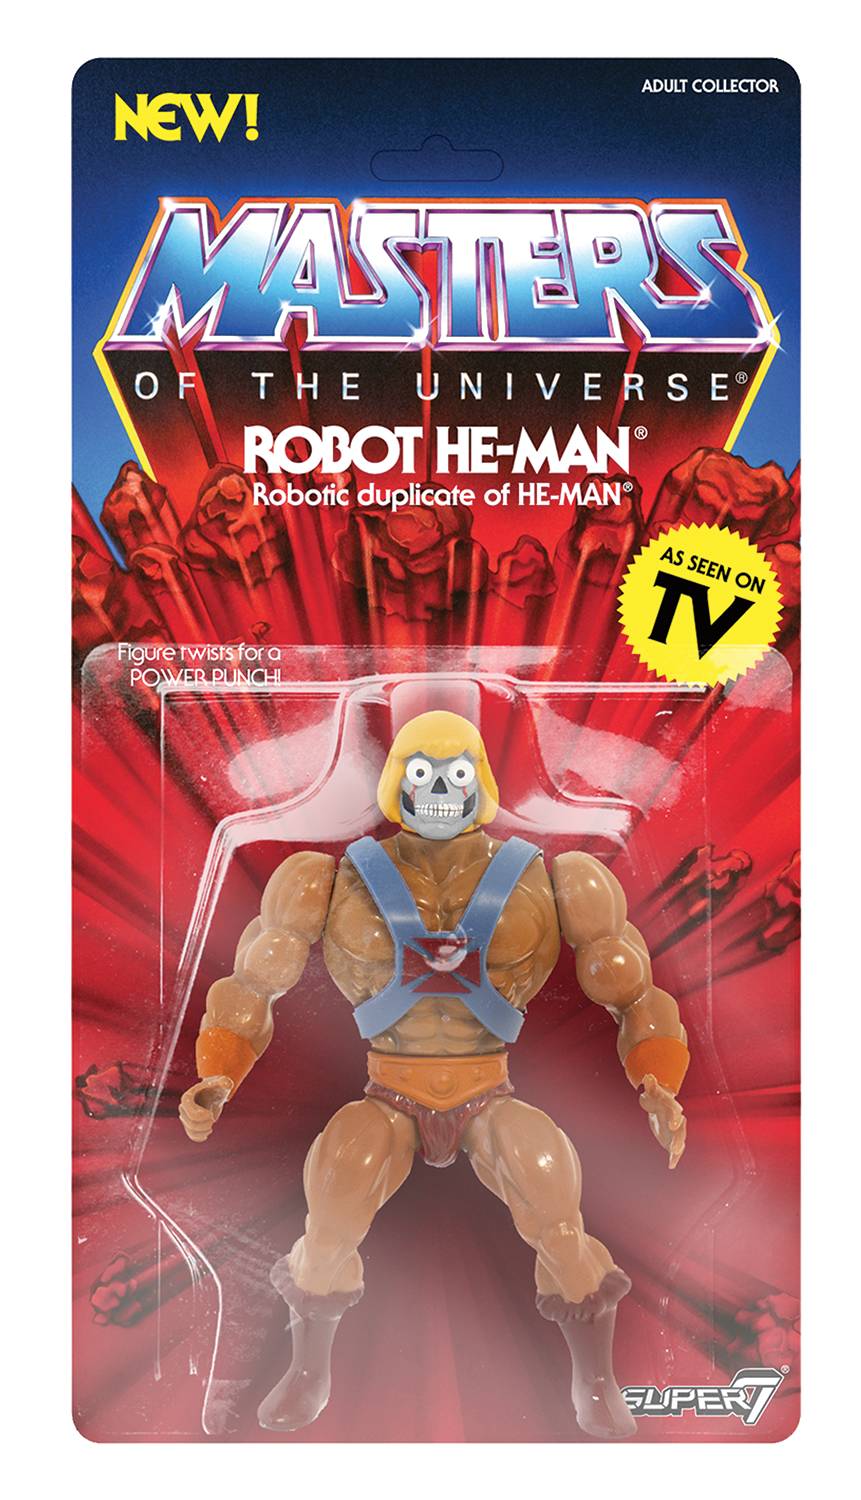 NEW!
ADULT COLLECTOR
MASTERS
OF THE UNIVERSE®
ROBOT HE-MAN®
Robotic duplicate of HE-MAN®
AS SEEN ON
TV
Figure twists for a
POWER PUNCH!
SUPER7®